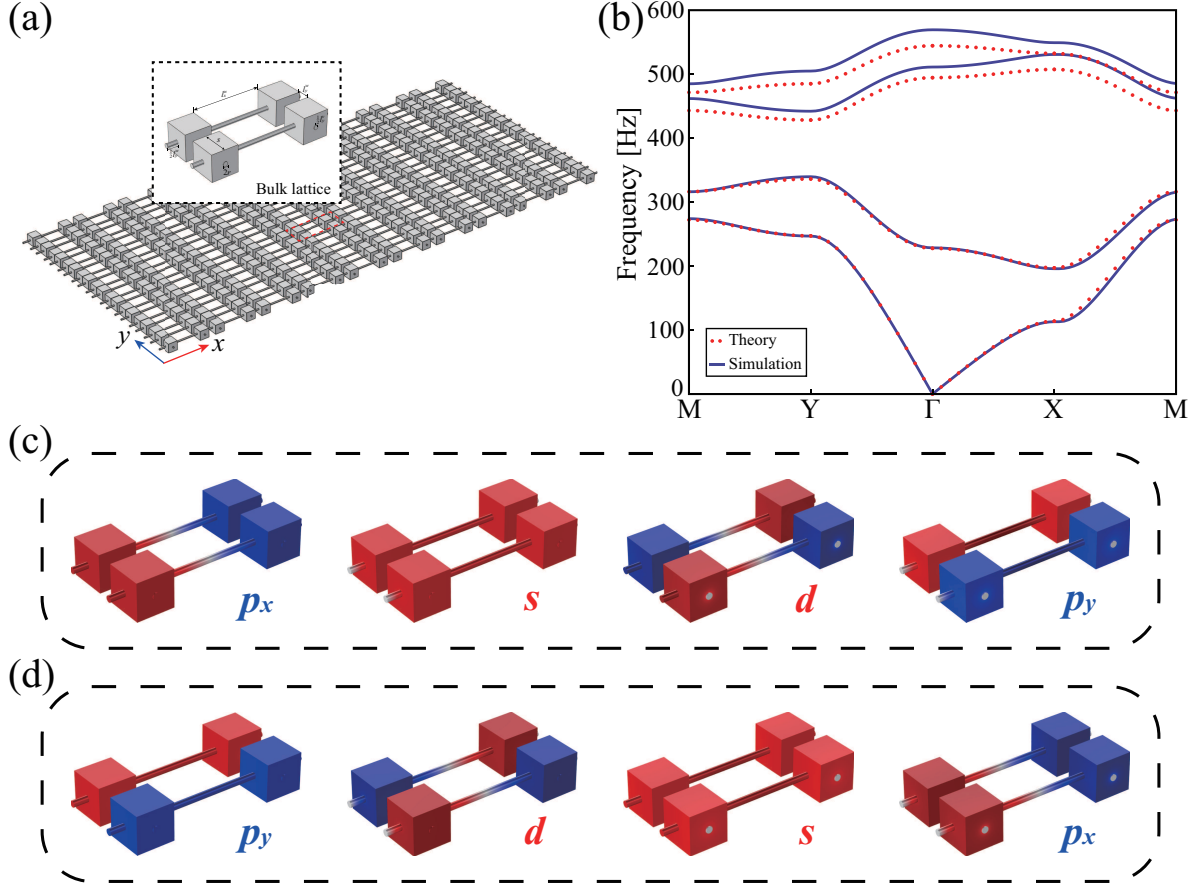 (a)
Bulk lattice
y
x
(b)
Frequency [Hz]
600
500
400
300
200
100
0
Theory
Simulation
M Y Γ X M
(c)
px s d py
(d)
py d s px